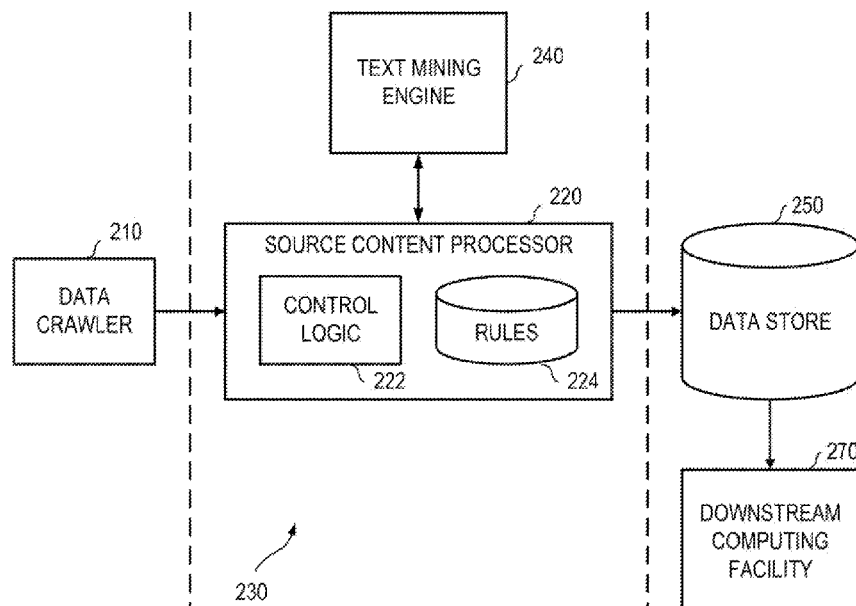 TEXT MINING
ENGINE
240
220
SOURCE CONTENT PROCESSOR
210
DATA
CRAWLER
CONTROL
LOGIC
222
RULES
224
250
DATA STORE
270
DOWNSTREAM
COMPUTING
FACILITY
230